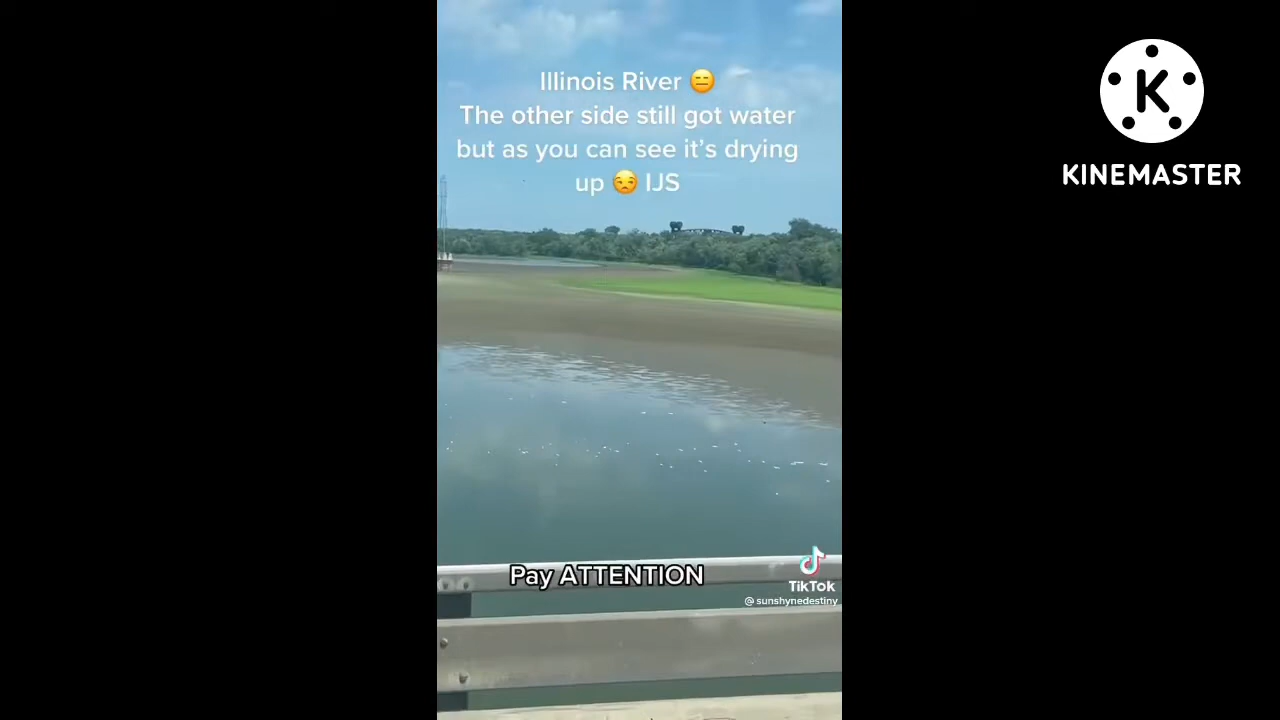 Illinois River 😑
The other side still got water
but as you can see it's drying
up 😒 IJS
KINEMASTER
Pay ATTENTION
TikTok
@ sunshynedestiny